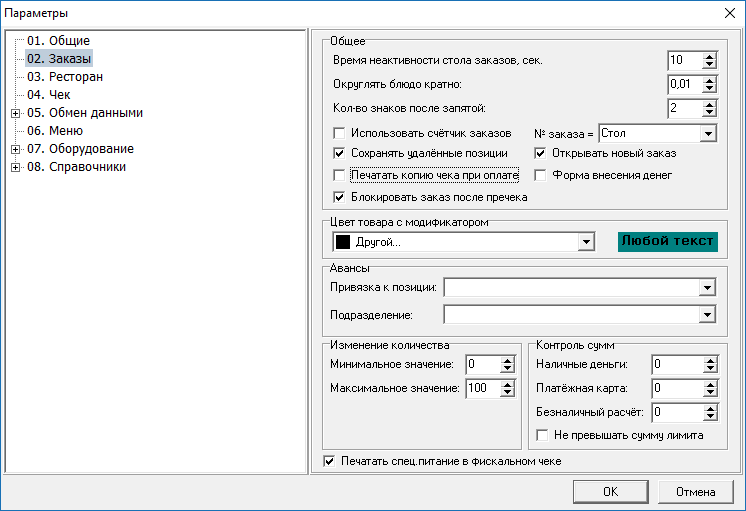 Параметры
01. Общие
02. Заказы
03. Ресторан
04. Чек
05. Обмен данными
06. Меню
07. Оборудование
08. Справочники
Общее
Время неактивности стола заказов, сек. 10
Округлять блюдо кратно: 0,01
Кол-во знаков после запятой: 2
Использовать счётчик заказов № заказа = Стол
Сохранять удалённые позиции Открывать новый заказ
Печатать копию чека при оплате Форма внесения денег
Блокировать заказ после пречека
Цвет товара с модификатором
Другой... Любой текст
Авансы
Привязка к позиции:
Подразделение:
Изменение количества Контроль сумм
Минимальное значение: 0 Наличные деньги: 0
Максимальное значение: 100 Платёжная карта: 0
Безналичный расчёт: 0
Не превышать сумму лимита
Печатать спец.питание в фискальном чеке
OK Отмена